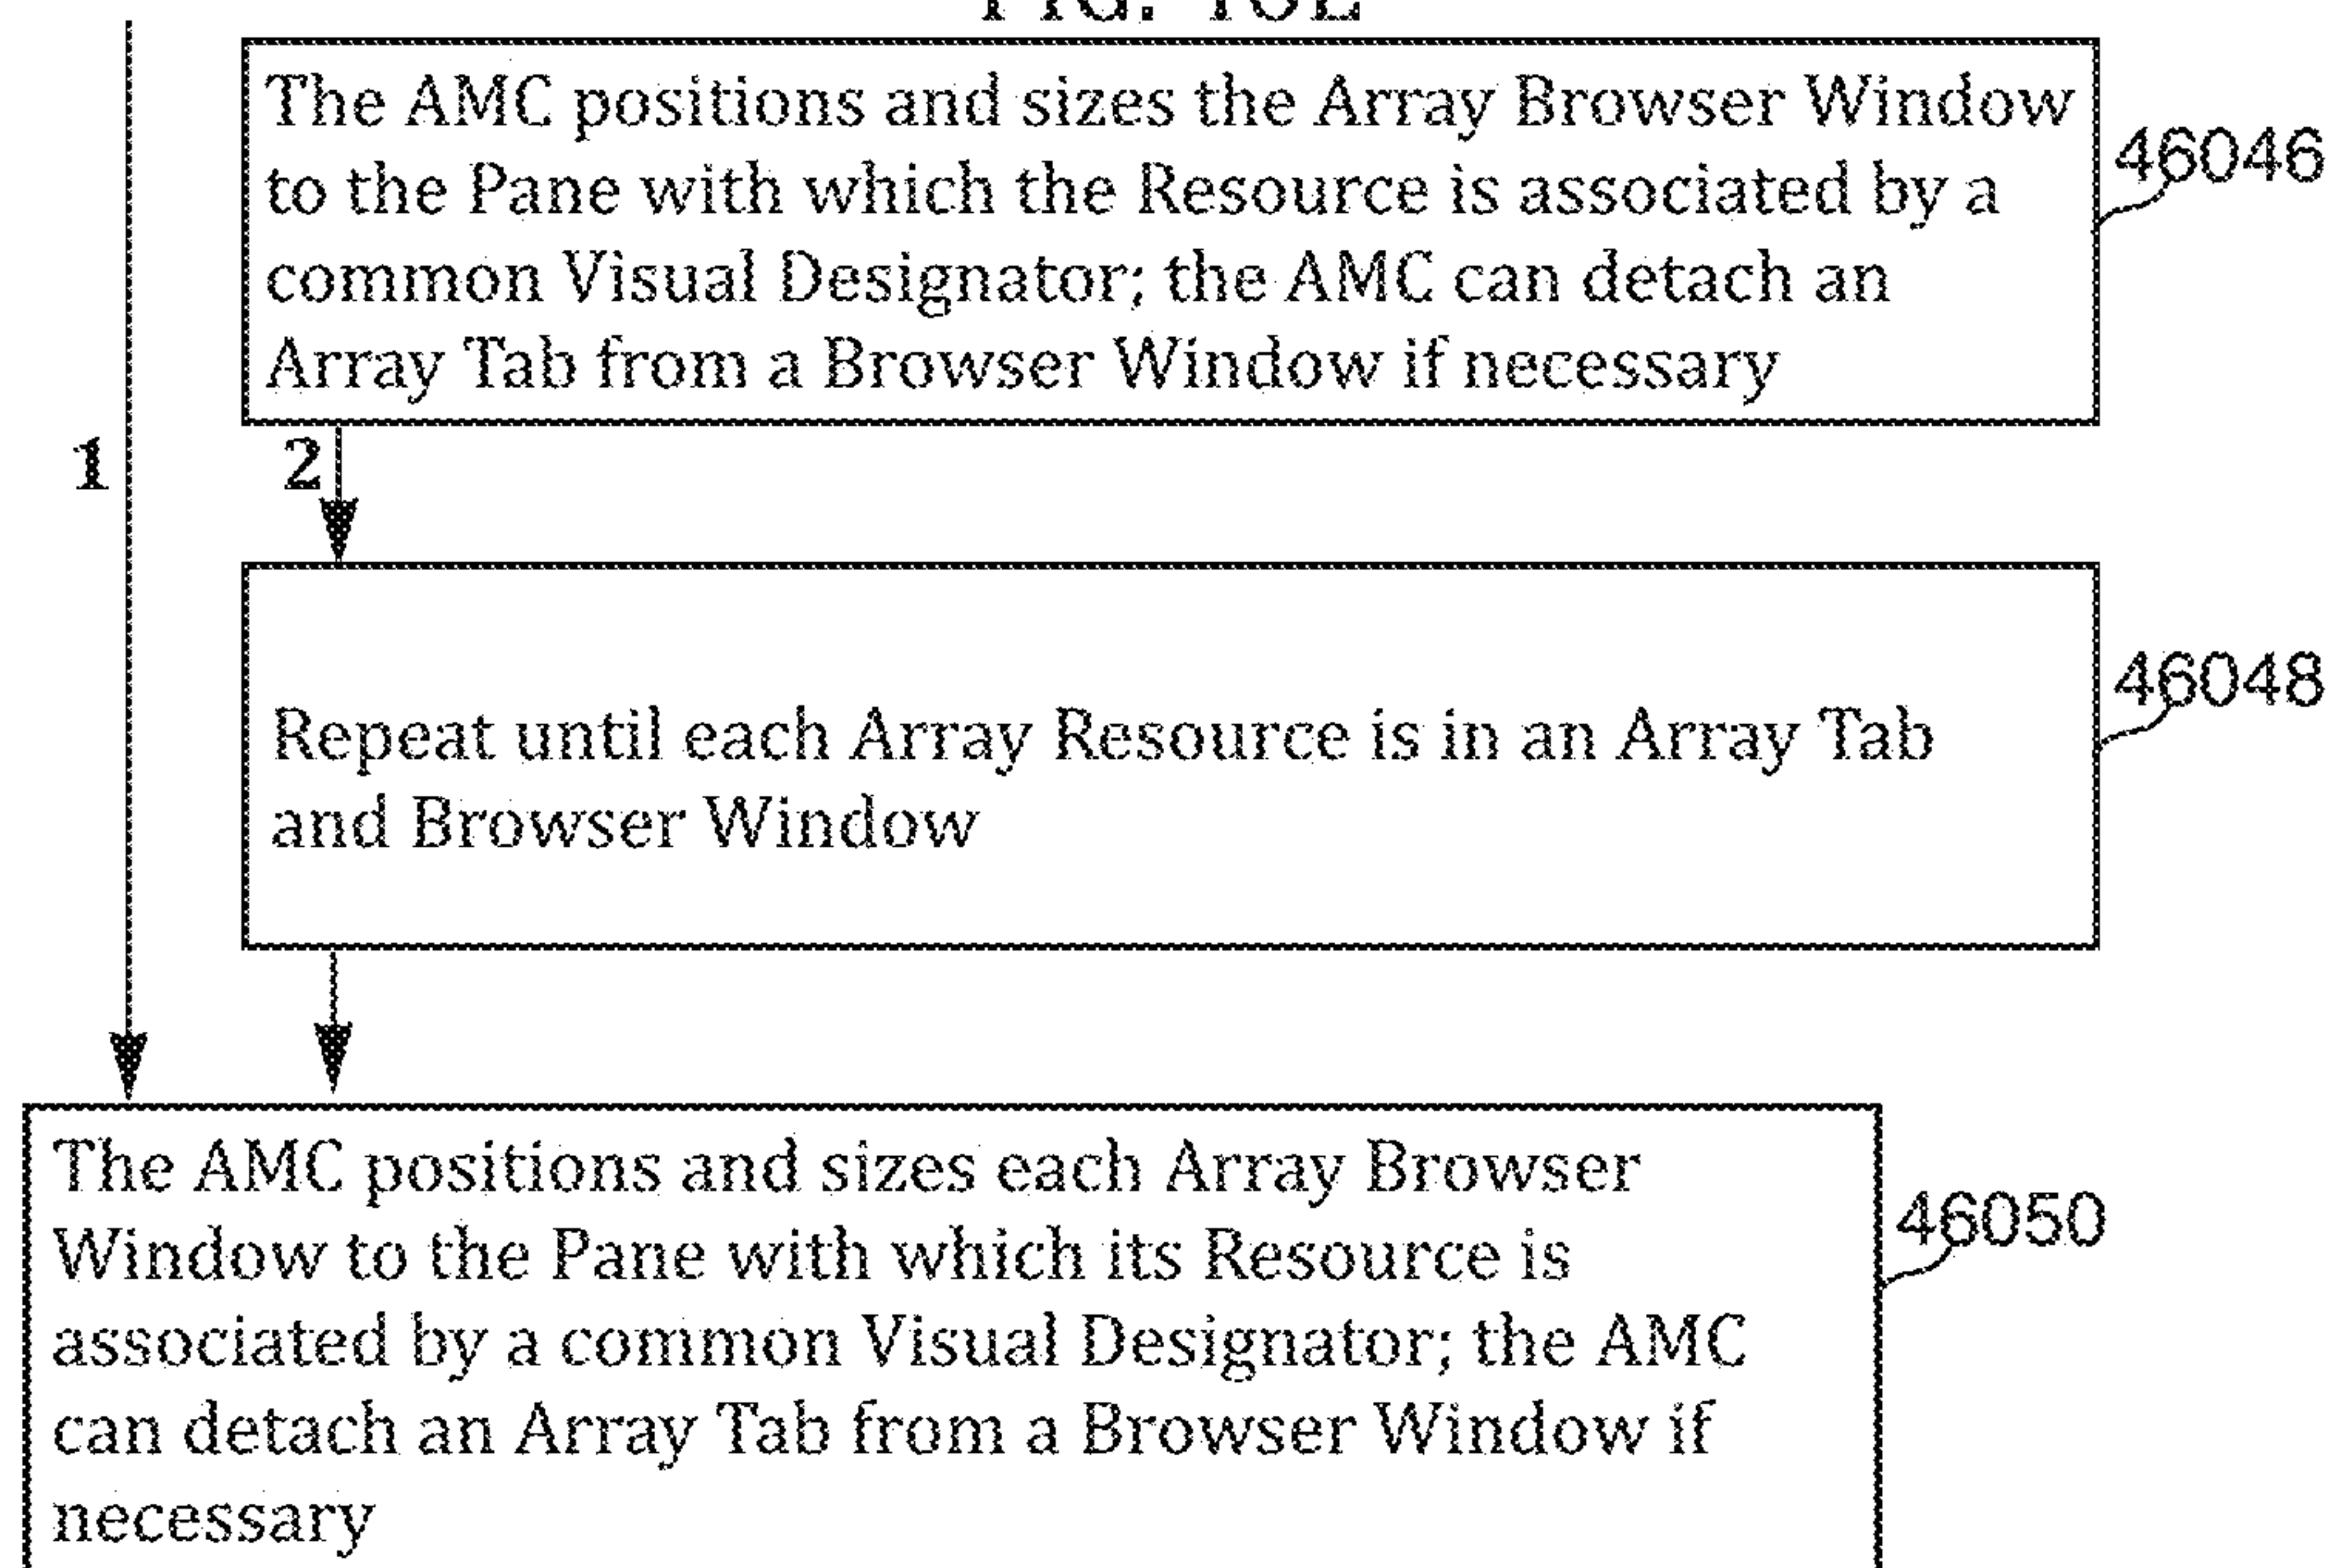 The AMC positions and sizes the Array Browser Window
to the Pane with which the Resource is associated by a
common Visual Designator; the AMC can detach an
Array Tab from a Browser Window if necessary
46046
1
2
Repeat until each Array Resource is in an Array Tab
and Browser Window
46048
The AMC positions and sizes each Array Browser
Window to the Pane with which its Resource is
associated by a common Visual Designator; the AMC
can detach an Array Tab from a Browser Window if
necessary
46050